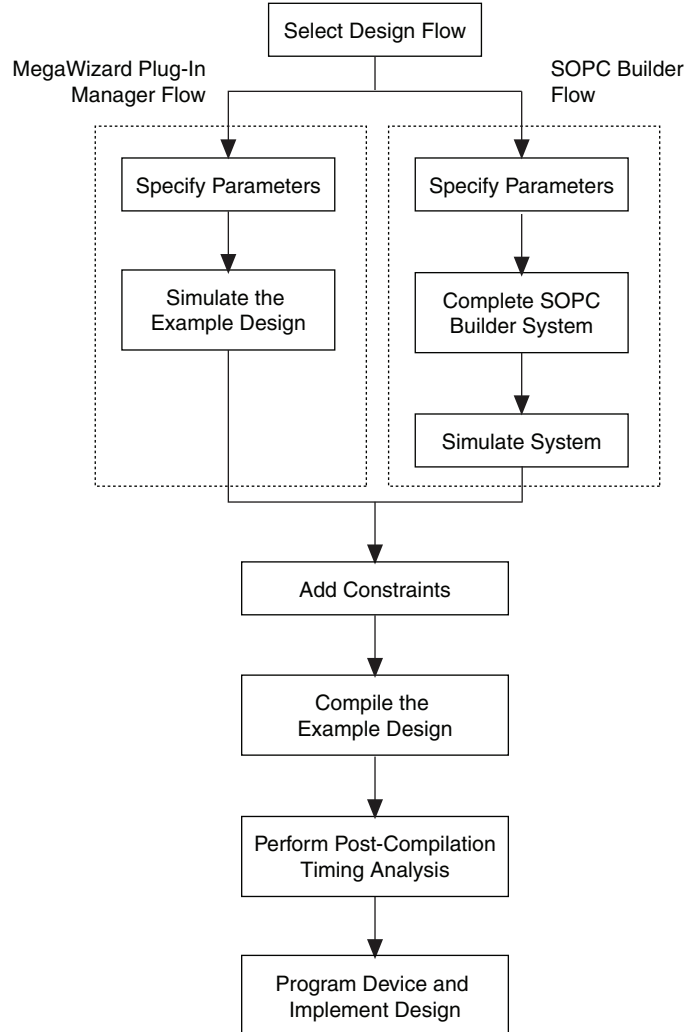 Select Design Flow
MegaWizard Plug-In
Manager Flow
SOPC Builder
Flow
Specify Parameters
Specify Parameters
Simulate the
Example Design
Complete SOPC
Builder System
Simulate System
Add Constraints
Compile the
Example Design
Perform Post-Compilation
Timing Analysis
Program Device and
Implement Design